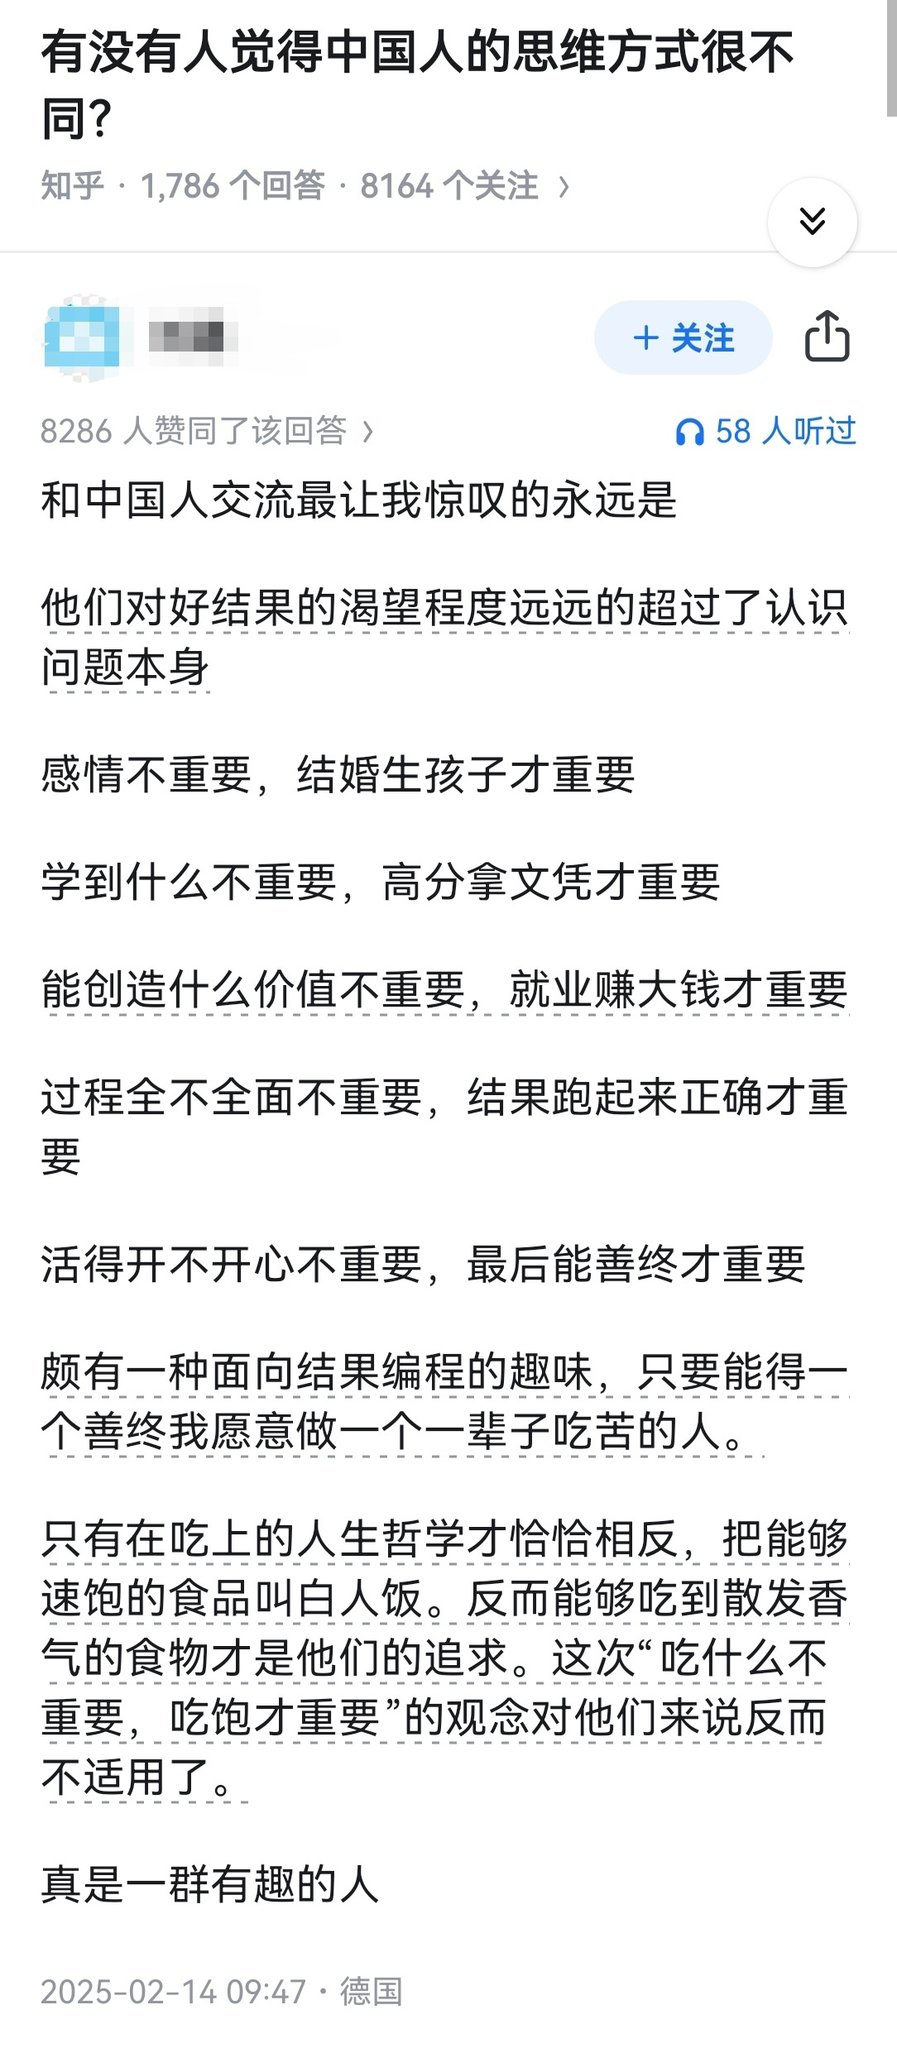 有没有人觉得中国人的思维方式很不
同？
知乎 · 1,786 个回答 · 8164 个关注 >
+ 关注
8286 人赞同了该回答 >
58 人听过
和中国人交流最让我惊叹的永远是
他们对好结果的渴望程度远远的超过了认识
问题本身
感情不重要，结婚生孩子才重要
学到什么不重要，高分拿文凭才重要
能创造什么价值不重要，就业赚大钱才重要
过程全不全面不重要，结果跑起来正确才重
要
活得开不开心不重要，最后能善终才重要
颇有一种面向结果编程的趣味，只要能得一
个善终我愿意做一个一辈子吃苦的人。
只有在吃上的人生哲学才恰恰相反，把能够
速饱的食品叫白人饭。反而能够吃到散发香
气的食物才是他们的追求。这次“吃什么不
重要，吃饱才重要”的观念对他们来说反而
不适用了。
真是一群有趣的人
2025-02-14 09:47 · 德国